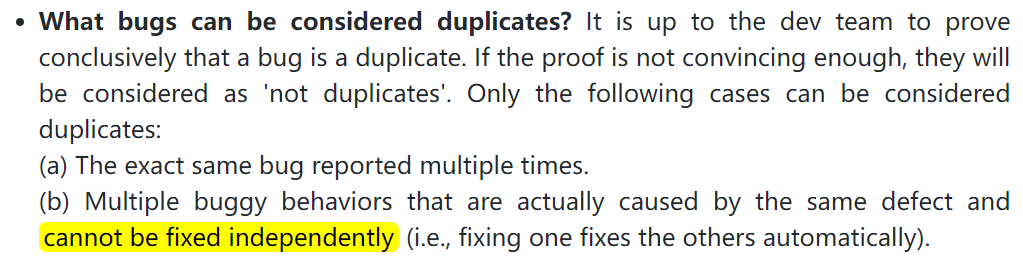 • What bugs can be considered duplicates? It is up to the dev team to prove
conclusively that a bug is a duplicate. If the proof is not convincing enough, they will
be considered as 'not duplicates'. Only the following cases can be considered
duplicates:
(a) The exact same bug reported multiple times.
(b) Multiple buggy behaviors that are actually caused by the same defect and
cannot be fixed independently (i.e., fixing one fixes the others automatically).